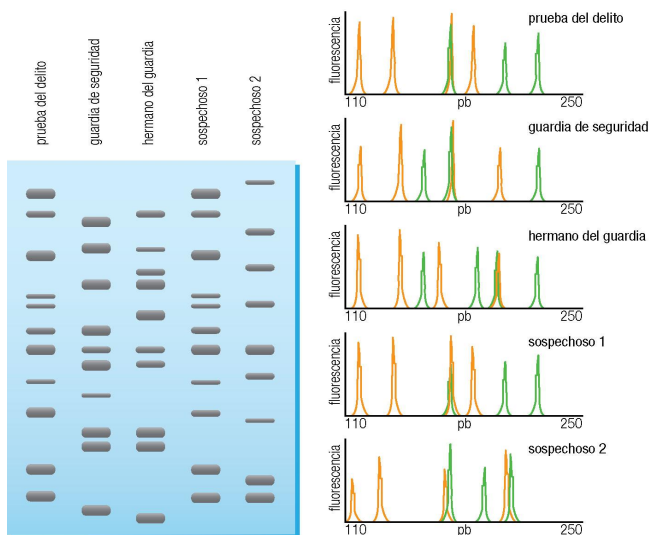 prueba del delito
guardia de seguridad
hermano del guardia
sospechoso 1
sospechoso 2
prueba del delito
fluorescencia
110 pb 250
guardia de seguridad
fluorescencia
110 pb 250
hermano del guardia
fluorescencia
110 pb 250
sospechoso 1
fluorescencia
110 pb 250
sospechoso 2
fluorescencia
110 pb 250